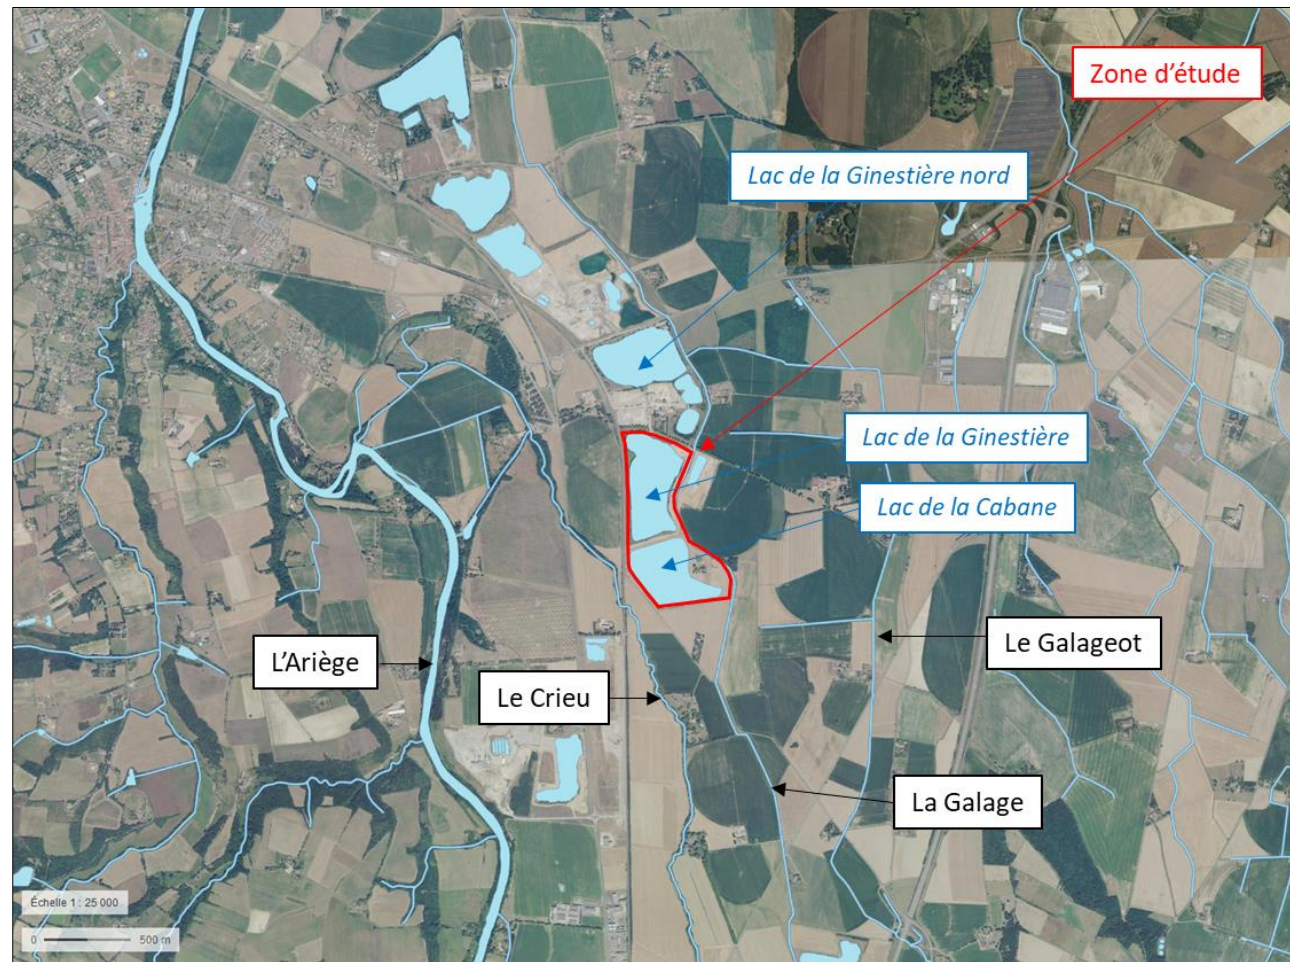 Zone d'étude
Lac de la Ginestière nord
Lac de la Ginestière
Lac de la Cabane
Le Galageot
L'Ariège
Le Crieu
La Galage
Échelle 1 : 25 000
0 500 m